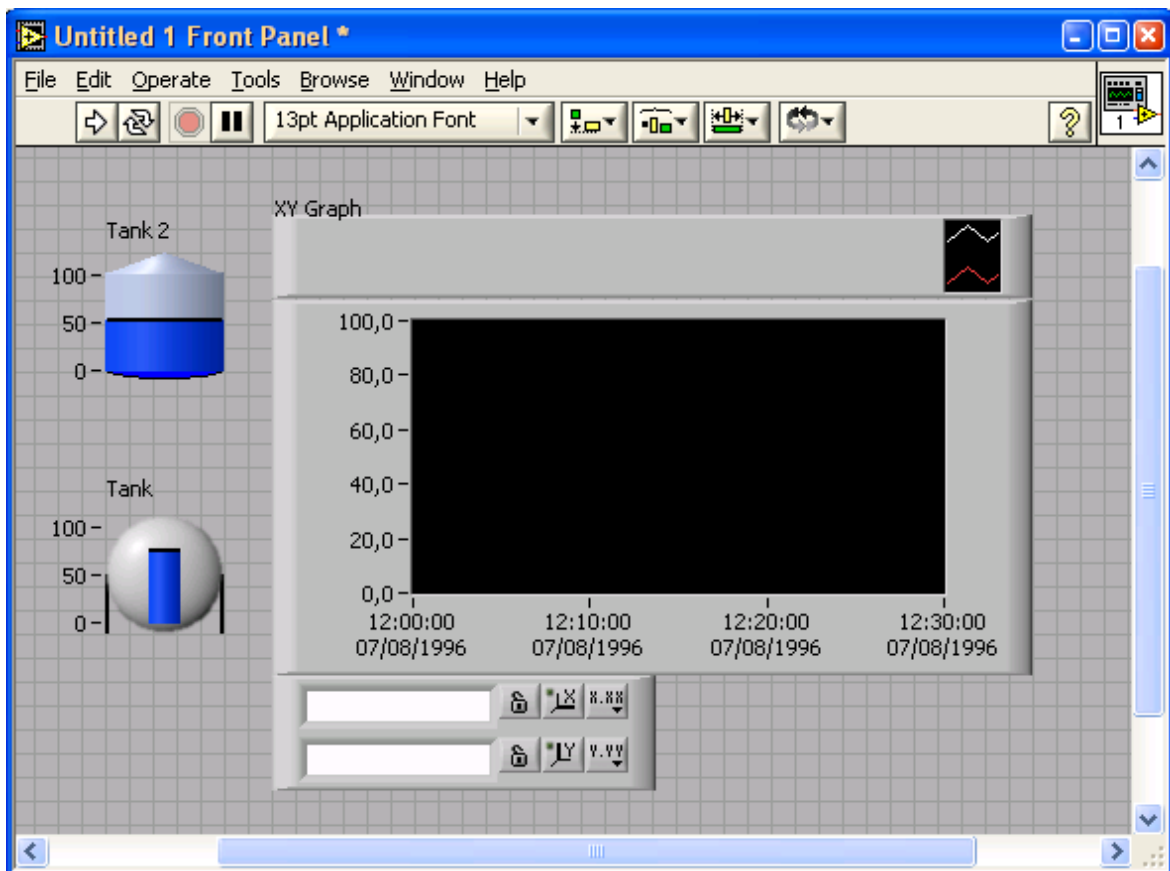 Untitled 1 Front Panel *
File Edit Operate Tools Browse Window Help
13pt Application Font
1
XY Graph
Tank 2
100
50
0
100,0
80,0
60,0
40,0
20,0
0,0
12:00:00 12:10:00 12:20:00 12:30:00
07/08/1996 07/08/1996 07/08/1996 07/08/1996
Tank
100
50
0
X X.XX
Y Y.YY